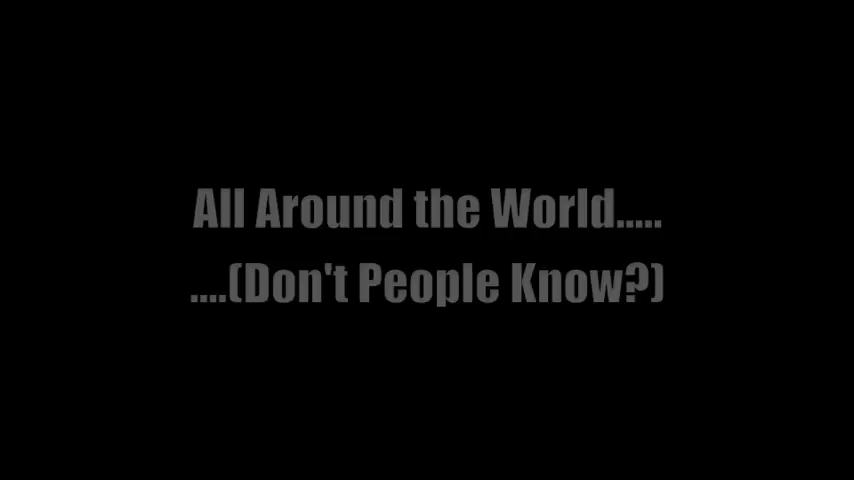 All Around the World.....
....(Don't People Know?)